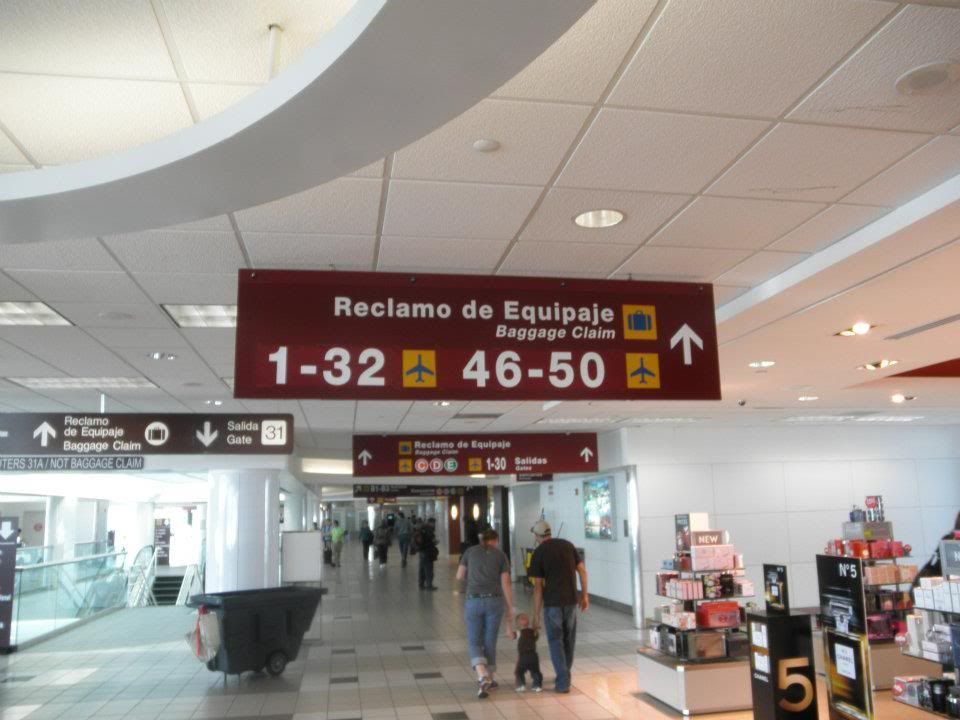 Reclamo de Equipaje
Baggage Claim
1-32 46-50
Reclamo
de Equipaje
Baggage Claim
Salida
Gate 31
TERS 31A / NOT BAGGAGE CLAIM
Reclamo de Equipaje
Baggage Claim
C D E 1-30 Salidas
Gates
NEW
N°5
5
CHANEL